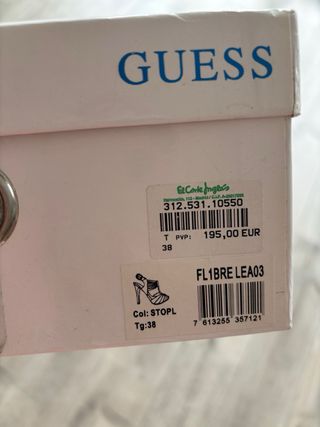 GUESS
El Corte Inglés
312.531.10550
T PVP: 195,00 EUR
38
FL1BRE LEA03
Col: STOPL
Tg:38
7 613255 357121